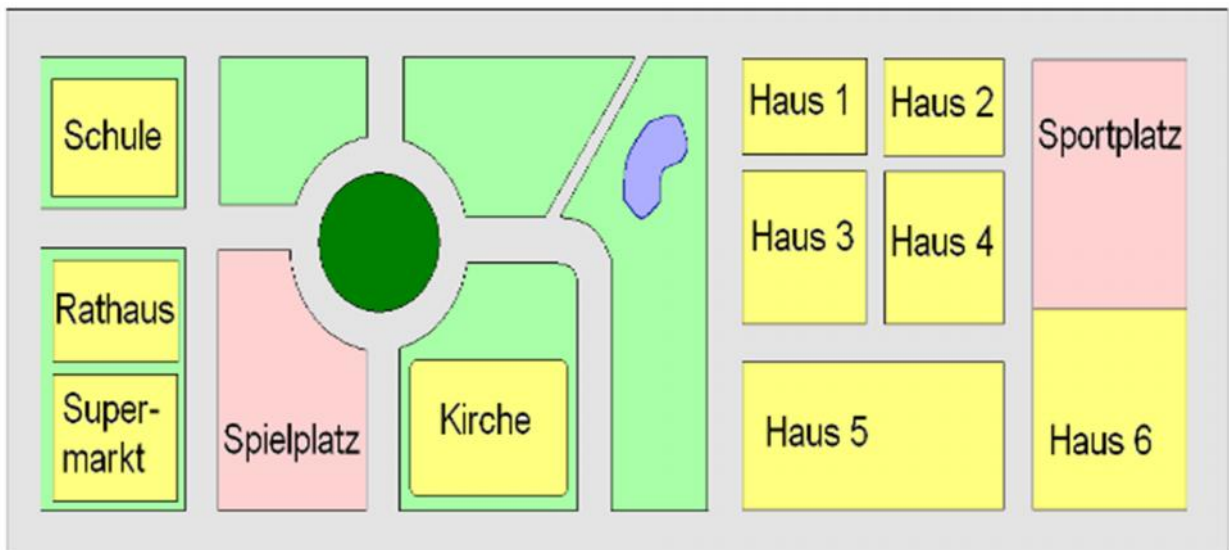 Schule
Haus 1
Haus 2
Sportplatz
Haus 3
Haus 4
Rathaus
Super-
markt
Spielplatz
Kirche
Haus 5
Haus 6